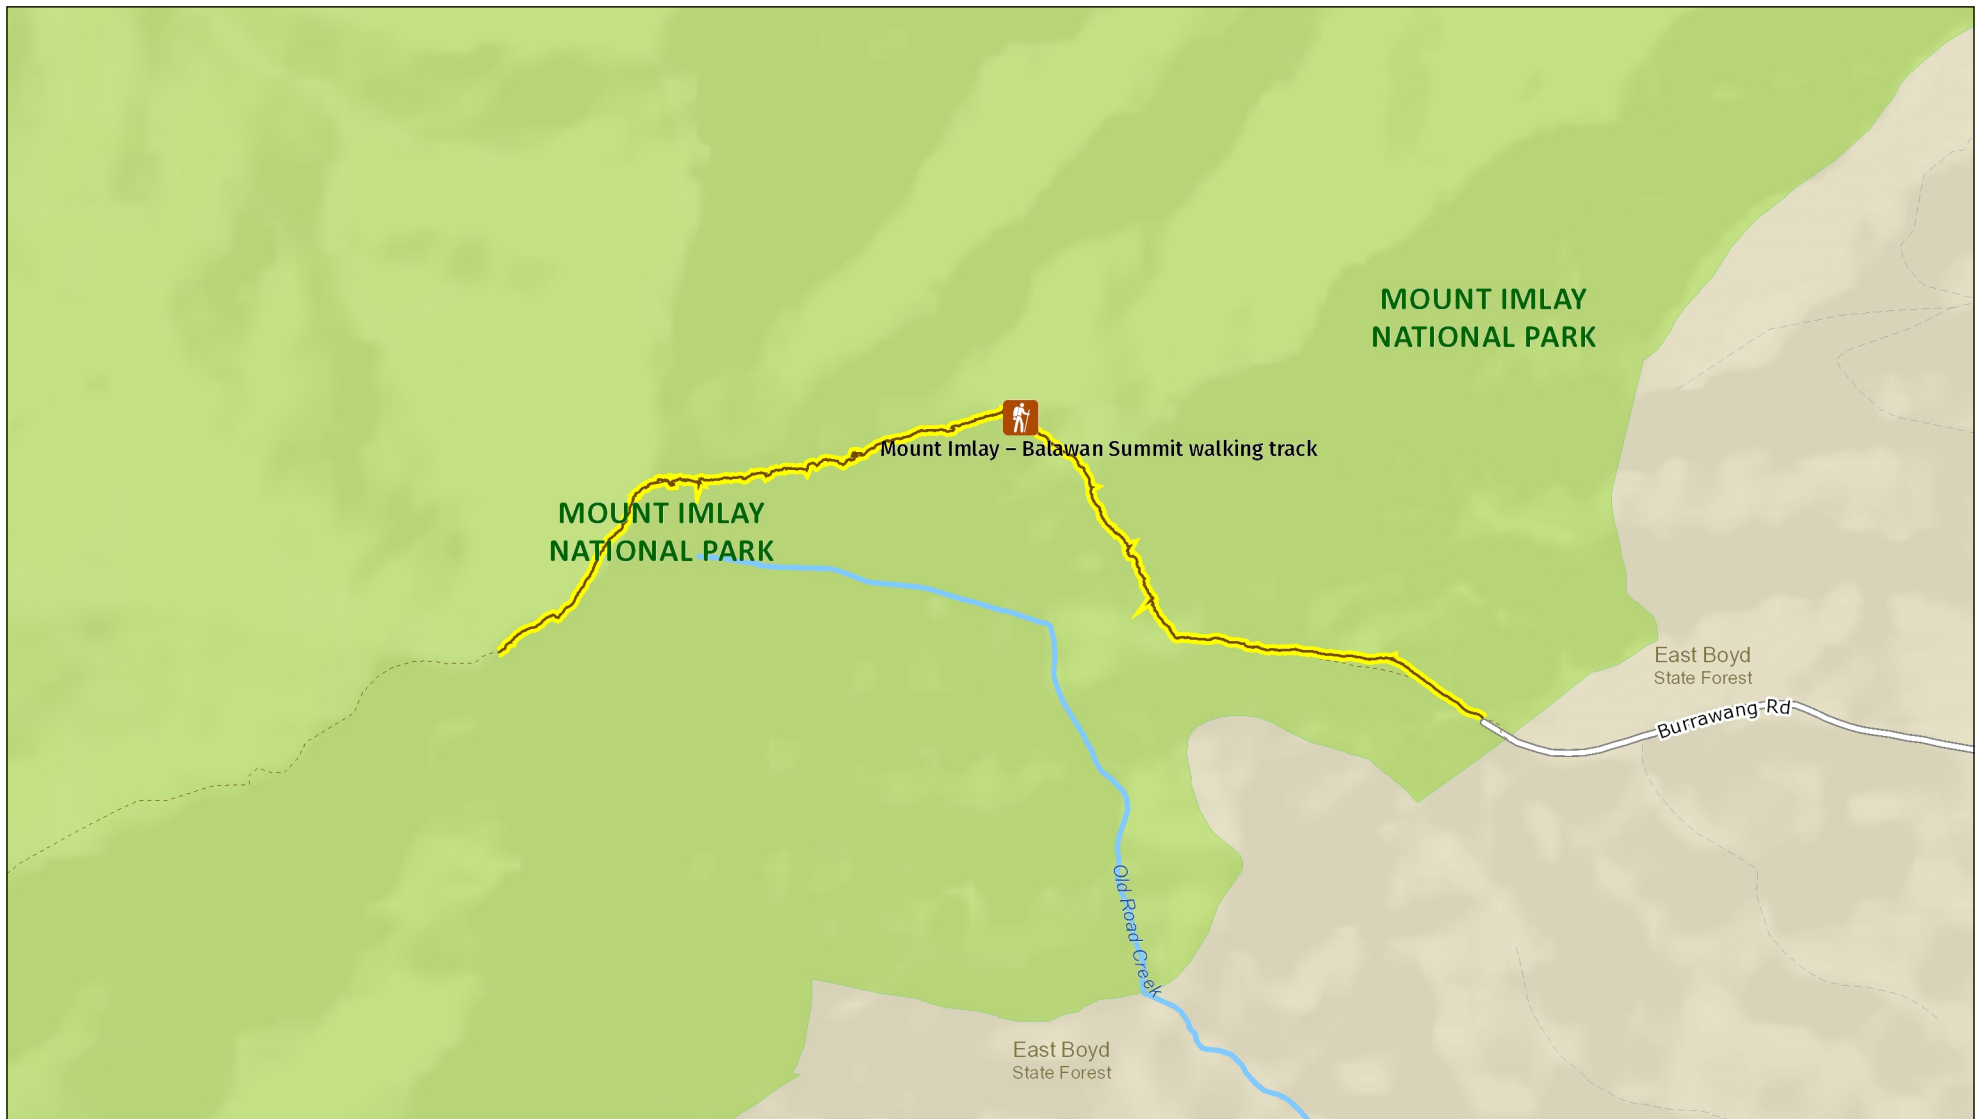 MOUNT IMLAY
NATIONAL PARK
Mount Imlay – Balawan Summit walking track
MOUNT IMLAY
NATIONAL PARK
East Boyd
State Forest
Burrawang Rd
Old Road Creek
East Boyd
State Forest